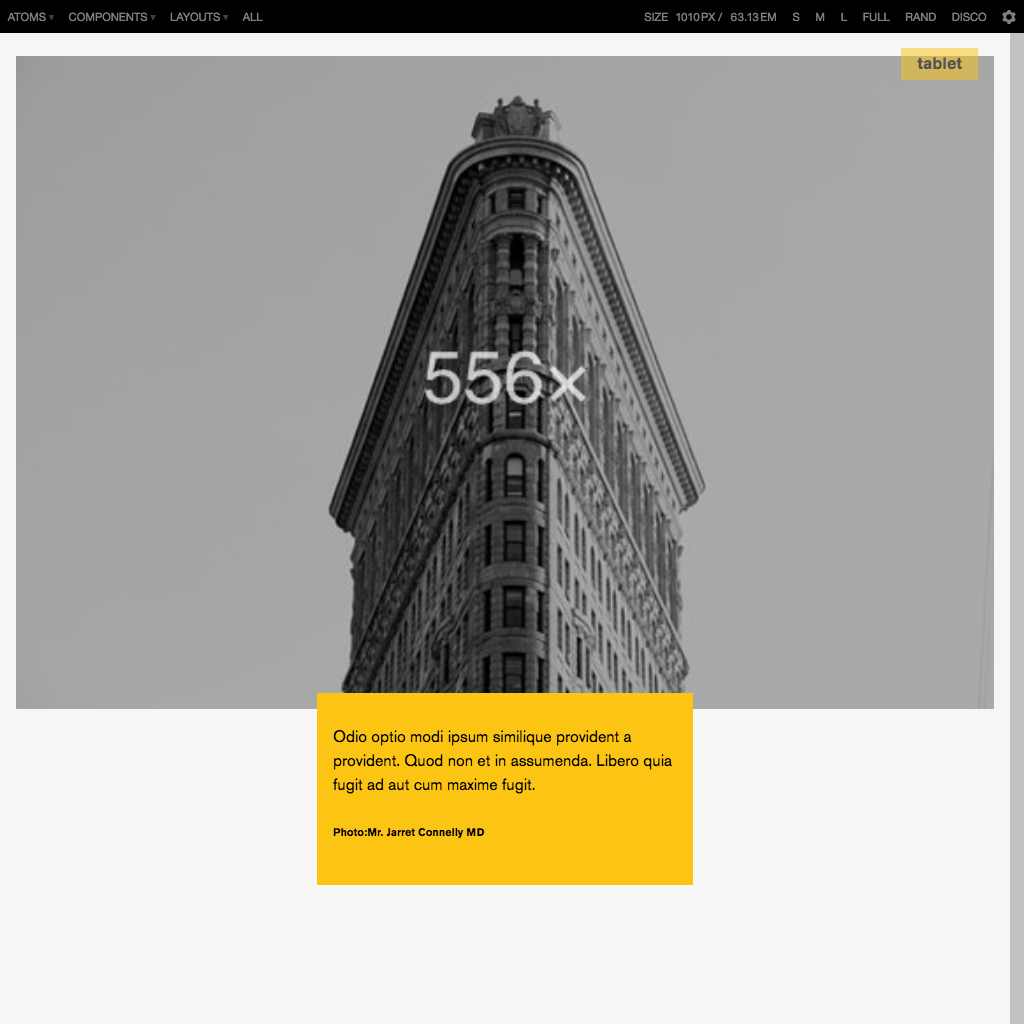 ATOMS ▾ COMPONENTS ▾ LAYOUTS ▾ ALL SIZE 1010PX / 63.13EM S M L FULL RAND DISCO
tablet
556×
Odio optio modi ipsum similique provident a
provident. Quod non et in assumenda. Libero quia
fugit ad aut cum maxime fugit.
Photo:Mr. Jarret Connelly MD